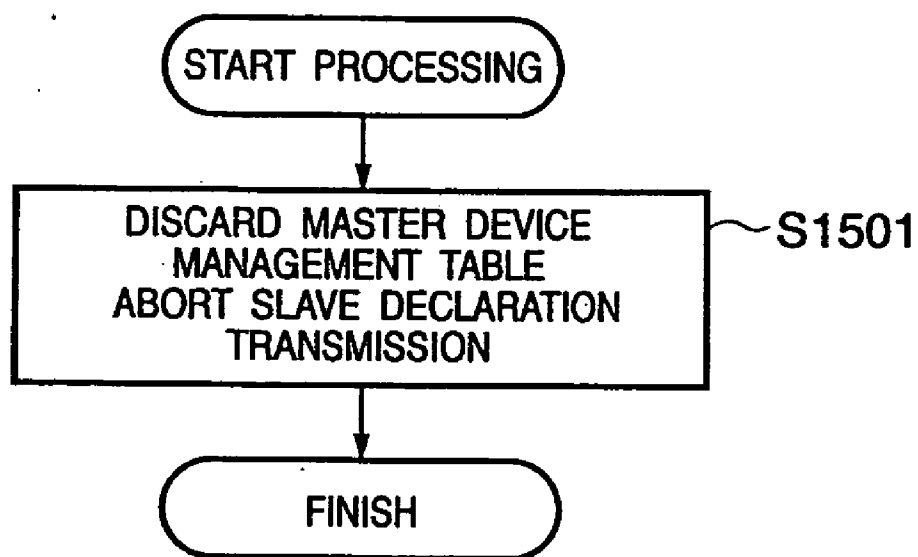 START PROCESSING
DISCARD MASTER DEVICE
MANAGEMENT TABLE
ABORT SLAVE DECLARATION
TRANSMISSION
S1501
FINISH